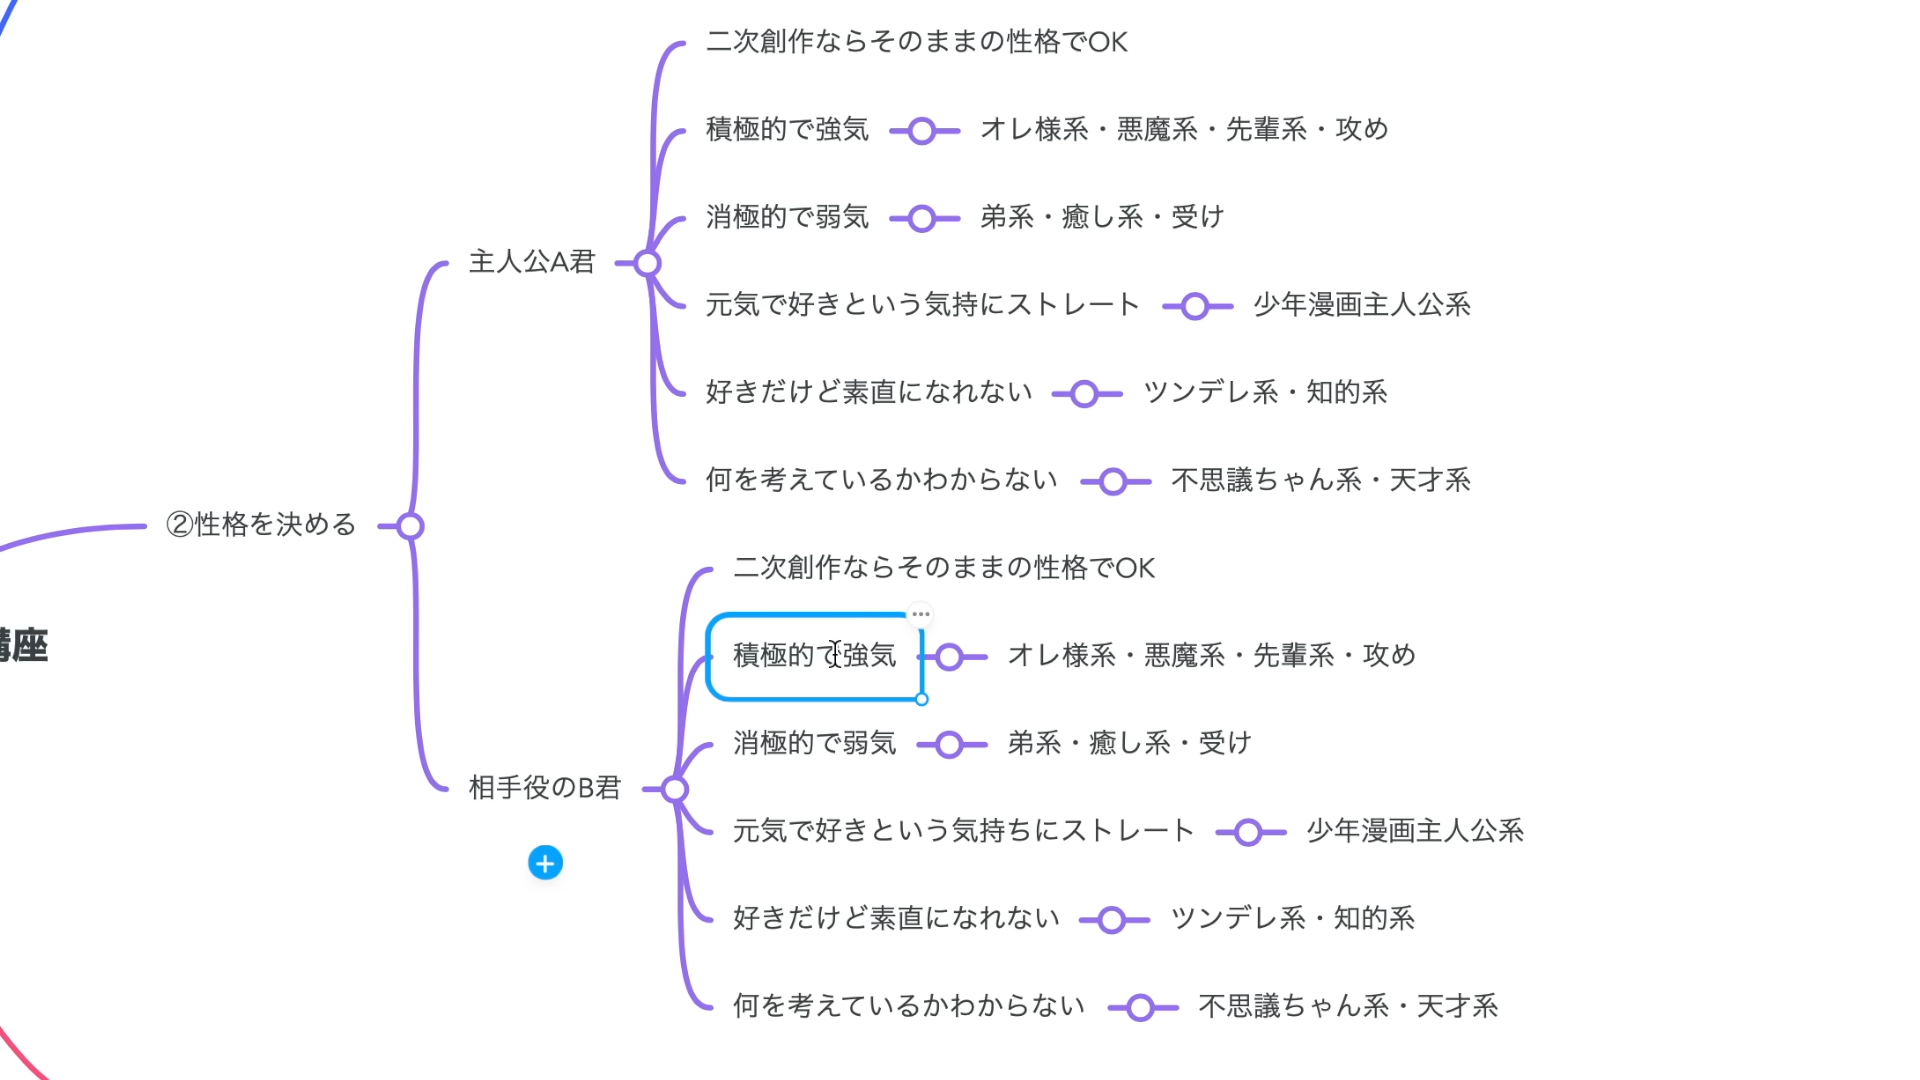 二次創作ならそのままの性格でOK
積極的で強気 オレ様系・悪魔系・先輩系・攻め
消極的で弱気 弟系・癒し系・受け
主人公A君
元気で好きという気持にストレート 少年漫画主人公系
好きだけど素直になれない ツンデレ系・知的系
何を考えているかわからない 不思議ちゃん系・天才系
②性格を決める
二次創作ならそのままの性格でOK
講座
積極的で強気 オレ様系・悪魔系・先輩系・攻め
消極的で弱気 弟系・癒し系・受け
相手役のB君
元気で好きという気持ちにストレート 少年漫画主人公系
好きだけど素直になれない ツンデレ系・知的系
何を考えているかわからない 不思議ちゃん系・天才系